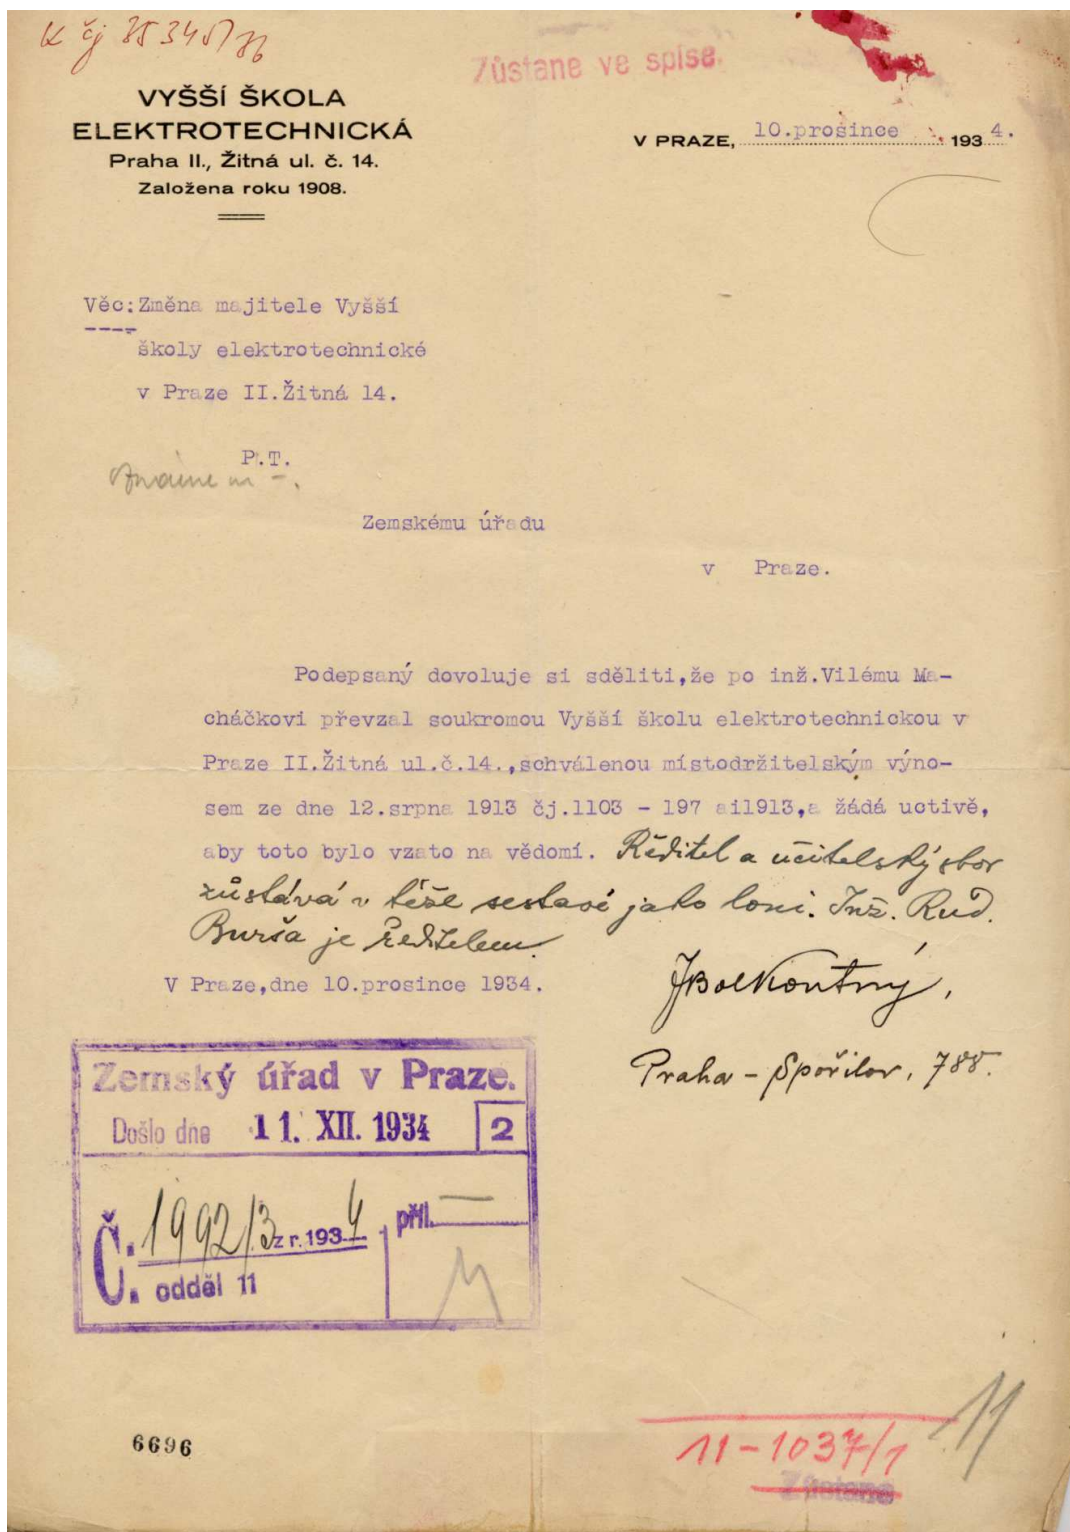 K čj 35345/36
Zůstane ve spise.
VYŠŠÍ ŠKOLA
ELEKTROTECHNICKÁ
Praha II., Žitná ul. č. 14.
Založena roku 1908.
V PRAZE, 10.prosince 1934.
Věc:Změna majitele Vyšší
školy elektrotechnické
v Praze II.Žitná 14.
P.T.
Zemskému úřadu
v Praze.
Podepsaný dovoluje si sděliti,že po inž.Vilému Ma-
cháčkovi převzal soukromou Vyšší školu elektrotechnickou v
Praze II.Žitná ul.č.14.,schválenou místodržitelským výno-
sem ze dne 12.srpna 1913 čj.1103 - 197 ai1913,a žádá uctivě,
aby toto bylo vzato na vědomí. Ředitel a učitelský sbor
zůstává v téže sestavě jako loni. Inž. Rud.
Burša je ředitelem.
V Praze,dne 10.prosince 1934.
Praha - Spořilov, 788.
Zemský úřad v Praze.
Došlo dne 11. XII. 1934 2
Č. 1992/3 z r. 1934 příl. —
odděl 11
11
11-1037/1
Zůstane
6696